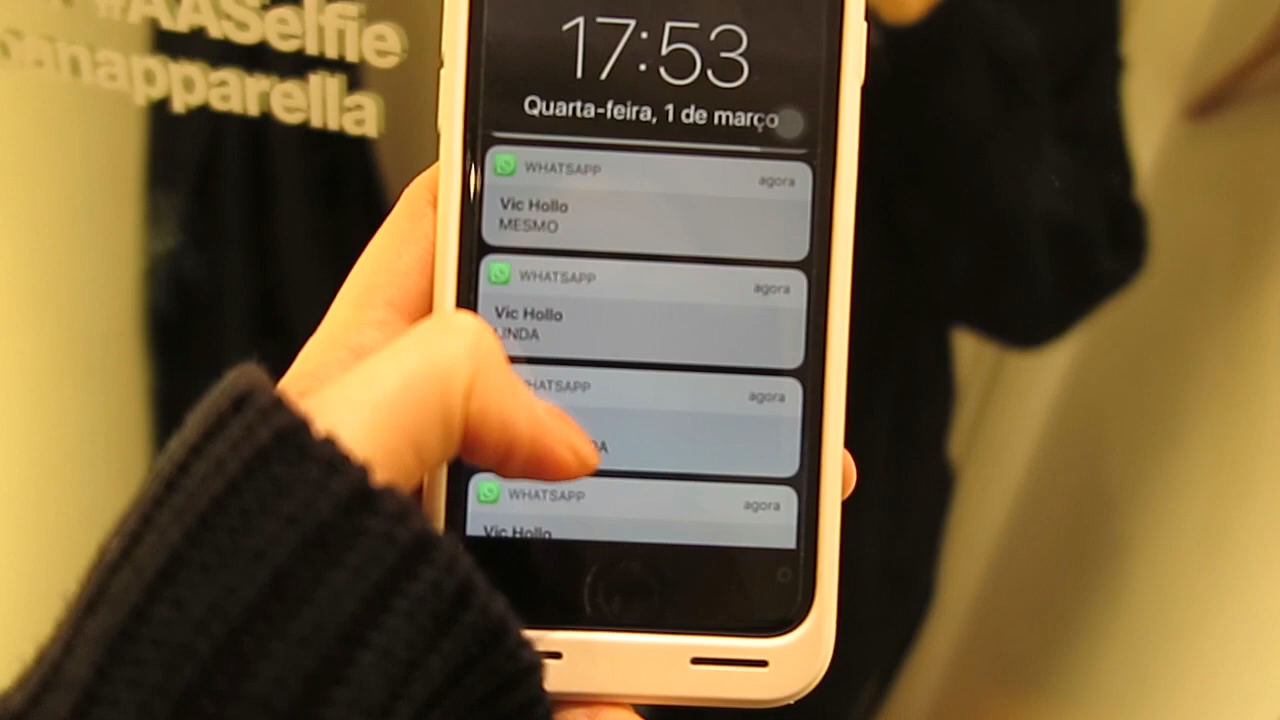 #AASelfie
17:53
Quarta-feira, 1 de março
WHATSAPP
agora
Vic Hollo
MESMO
WHATSAPP
agora
Vic Hollo
LINDA
WHATSAPP
agora
WHATSAPP
agora
Vic Hollo